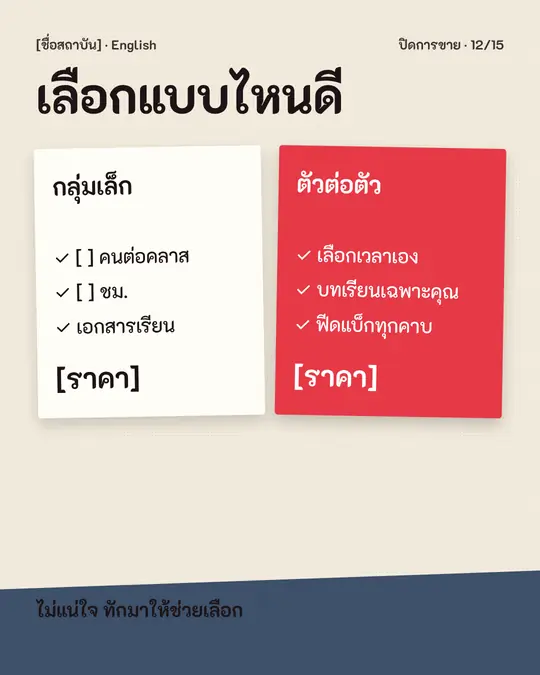 [ชื่อสถาบัน] · English
ปิดการขาย · 12/15
เลือกแบบไหนดี
กลุ่มเล็ก
✓ [ ] คนต่อคลาส
✓ [ ] ชม.
✓ เอกสารเรียน
[ราคา]
ตัวต่อตัว
✓ เลือกเวลาเอง
✓ บทเรียนเฉพาะคุณ
✓ ฟีดแบ็กทุกคาบ
[ราคา]
ไม่แน่ใจ ทักมาให้ช่วยเลือก